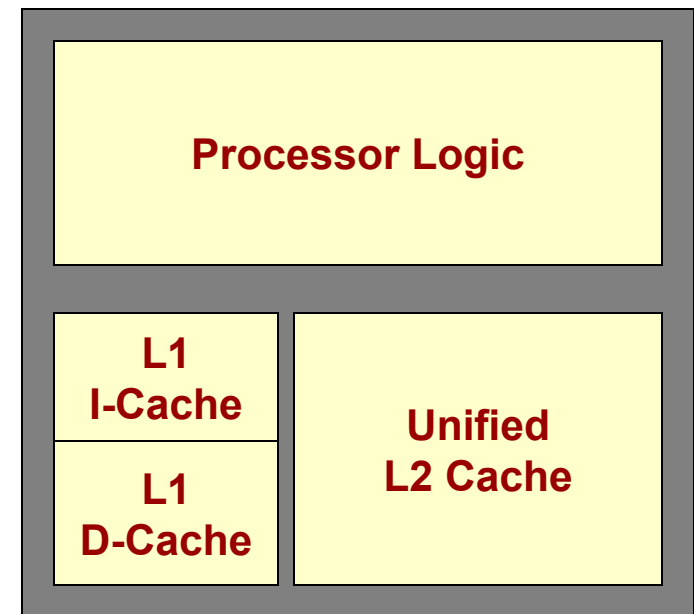 Processor Logic
L1
I-Cache
L1
D-Cache
Unified
L2 Cache